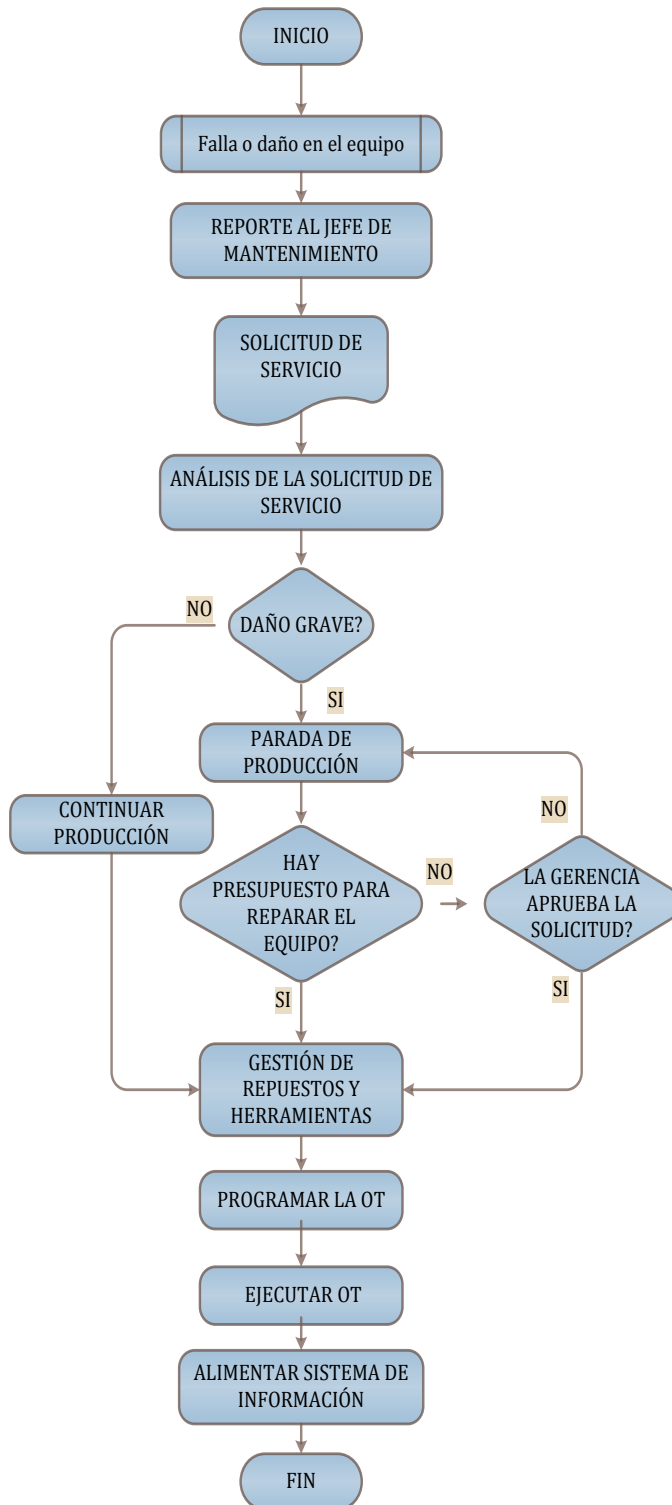 INICIO
Falla o daño en el equipo
REPORTE AL JEFE DE
MANTENIMIENTO
SOLICITUD DE
SERVICIO
ANÁLISIS DE LA SOLICITUD DE
SERVICIO
NO
DAÑO GRAVE?
SI
PARADA DE
PRODUCCIÓN
CONTINUAR
PRODUCCIÓN
NO
HAY
PRESUPUESTO PARA
REPARAR EL
EQUIPO?
NO
LA GERENCIA
APRUEBA LA
SOLICITUD?
SI
SI
GESTIÓN DE
REPUESTOS Y
HERRAMIENTAS
PROGRAMAR LA OT
EJECUTAR OT
ALIMENTAR SISTEMA DE
INFORMACIÓN
FIN